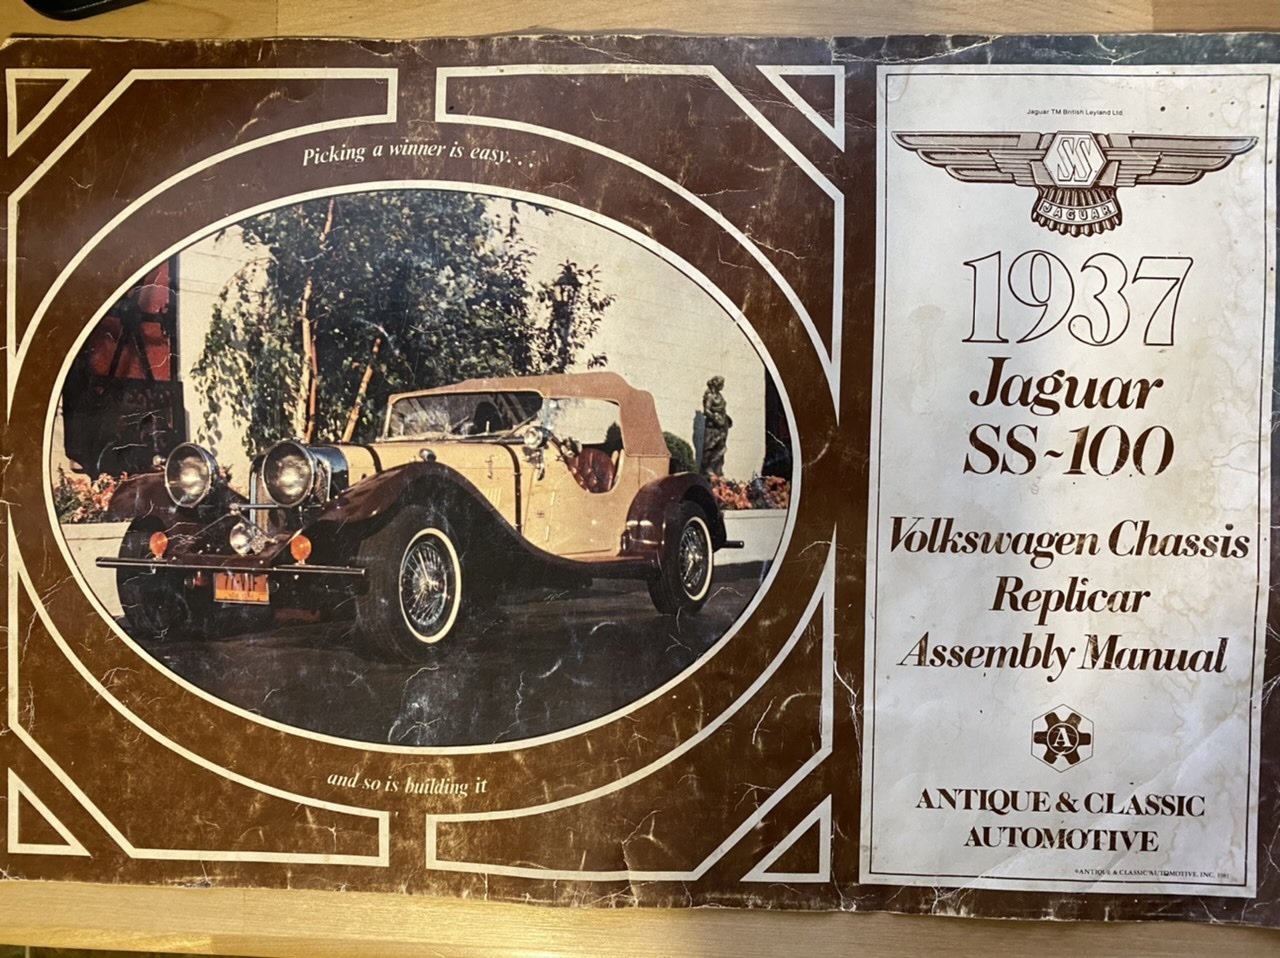 Picking a winner is easy. . .
and so is building it
Jaguar TM British Leyland Ltd.
SS
JAGUAR
1937
Jaguar
SS~100
Volkswagen Chassis
Replicar
Assembly Manual
A
ANTIQUE & CLASSIC
AUTOMOTIVE
©ANTIQUE & CLASSIC AUTOMOTIVE, INC. 1981